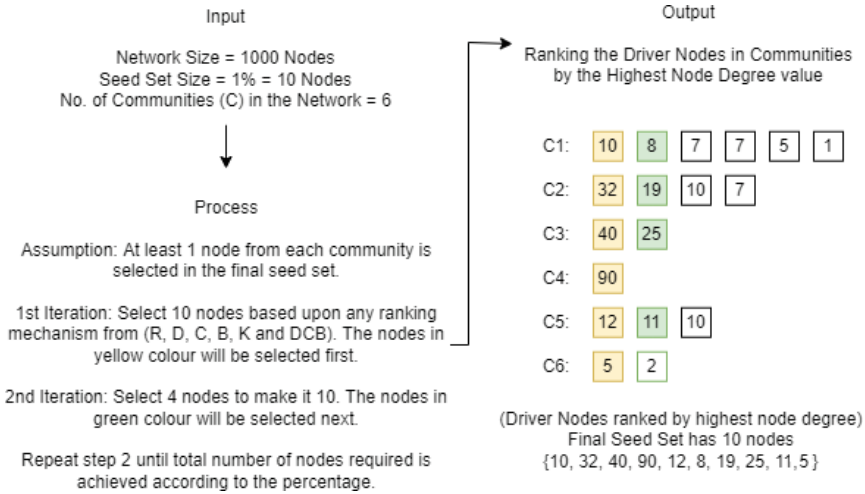 Input
Network Size = 1000 Nodes
Seed Set Size = 1% = 10 Nodes
No. of Communities (C) in the Network = 6
Process
Assumption: At least 1 node from each community is
selected in the final seed set.
1st Iteration: Select 10 nodes based upon any ranking
mechanism from (R, D, C, B, K and DCB). The nodes in
yellow colour will be selected first.
2nd Iteration: Select 4 nodes to make it 10. The nodes in
green colour will be selected next.
Repeat step 2 until total number of nodes required is
achieved according to the percentage.
Output
Ranking the Driver Nodes in Communities
by the Highest Node Degree value
C1: 10 8 7 7 5 1
C2: 32 19 10 7
C3: 40 25
C4: 90
C5: 12 11 10
C6: 5 2
(Driver Nodes ranked by highest node degree)
Final Seed Set has 10 nodes
{10, 32, 40, 90, 12, 8, 19, 25, 11,5 }